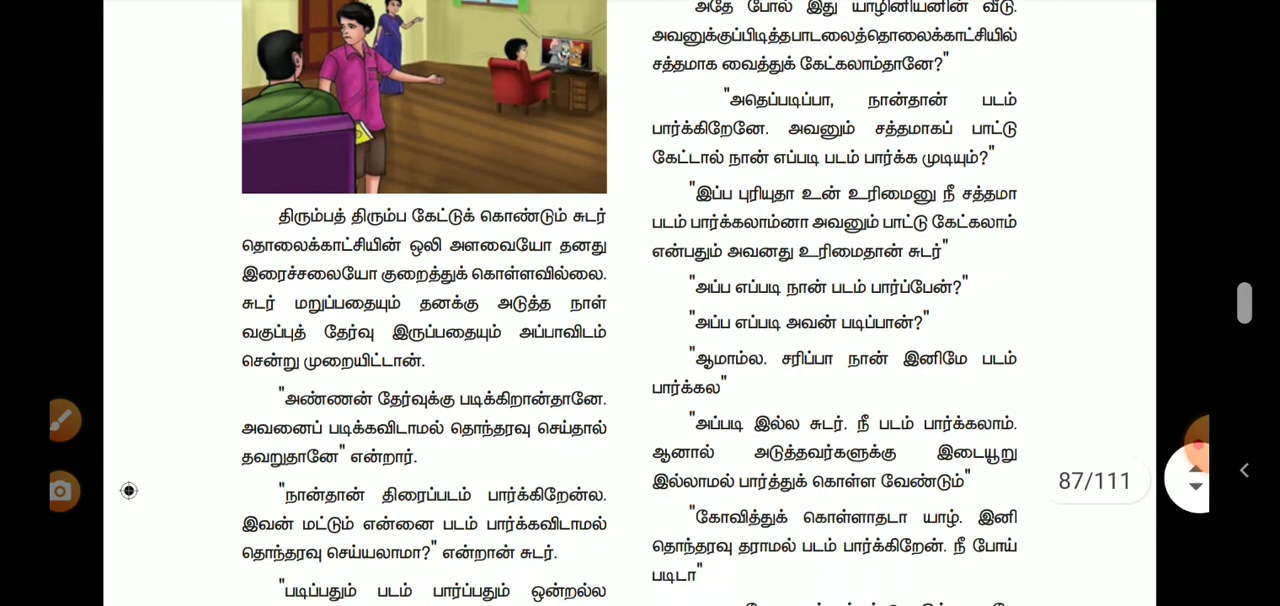 திரும்பத் திரும்ப கேட்டுக் கொண்டும் சுடர்
தொலைக்காட்சியின் ஒலி அளவையோ தனது
இரைச்சலையோ குறைத்துக் கொள்ளவில்லை.
சுடர் மறுப்பதையும் தனக்கு அடுத்த நாள்
வகுப்புத் தேர்வு இருப்பதையும் அப்பாவிடம்
சென்று முறையிட்டான்.
"அண்ணன் தேர்வுக்கு படிக்கிறான்தானே.
அவனைப் படிக்கவிடாமல் தொந்தரவு செய்தால்
தவறுதானே" என்றார்.
"நான்தான் திரைப்படம் பார்க்கிறேன்ல.
இவன் மட்டும் என்னை படம் பார்க்கவிடாமல்
தொந்தரவு செய்யலாமா?" என்றான் சுடர்.
"படிப்பதும் படம் பார்ப்பதும் ஒன்றல்ல
அதே போல் இது யாழினியனின் வீடு.
அவனுக்குப்பிடித்தபாடலைத்தொலைக்காட்சியில்
சத்தமாக வைத்துக் கேட்கலாம்தானே?"
"அதெப்படிப்பா, நான்தான் படம்
பார்க்கிறேனே. அவனும் சத்தமாகப் பாட்டு
கேட்டால் நான் எப்படி படம் பார்க்க முடியும்?"
"இப்ப புரியுதா உன் உரிமைனு நீ சத்தமா
படம் பார்க்கலாம்னா அவனும் பாட்டு கேட்கலாம்
என்பதும் அவனது உரிமைதான் சுடர்"
"அப்ப எப்படி நான் படம் பார்ப்பேன்?"
"அப்ப எப்படி அவன் படிப்பான்?"
"ஆமாம்ல. சரிப்பா நான் இனிமே படம்
பார்க்கல"
"அப்படி இல்ல சுடர். நீ படம் பார்க்கலாம்.
ஆனால் அடுத்தவர்களுக்கு இடையூறு
இல்லாமல் பார்த்துக் கொள்ள வேண்டும்"
"கோவித்துக் கொள்ளாதடா யாழ். இனி
தொந்தரவு தராமல் படம் பார்க்கிறேன். நீ போய்
படிடா"
87/111